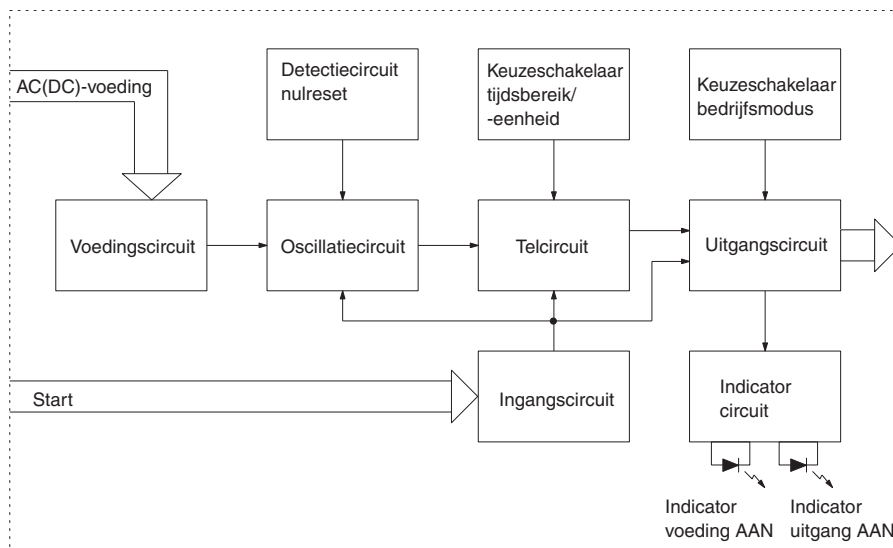 AC(DC)-voeding
Detectiecircuit
nulreset
Keuzeschakelaar
tijdsbereik/
-eenheid
Keuzeschakelaar
bedrijfsmodus
Voedingscircuit
Oscillatiecircuit
Telcircuit
Uitgangscircuit
Start
Ingangscircuit
Indicator
circuit
Indicator
voeding AAN
Indicator
uitgang AAN